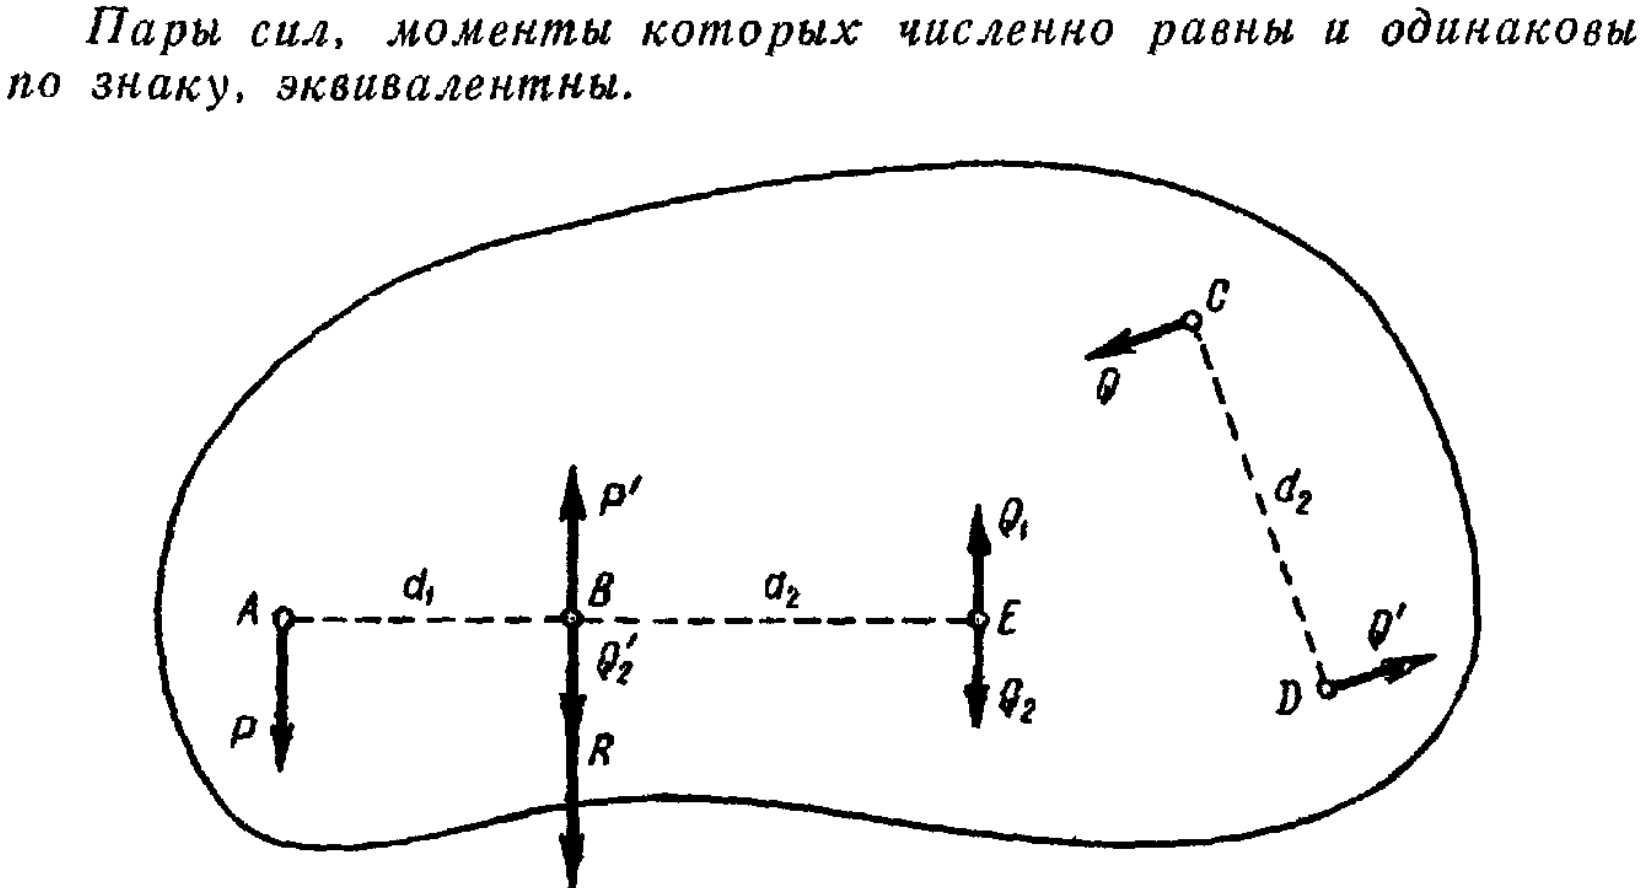 Пары сил, моменты которых численно равны и одинаковы
по знаку, эквивалентны.
C
Q
d₂
P′
Q₁
A
d₁
B
d₂
E
Q₂′
Q′
P
R
Q₂
D